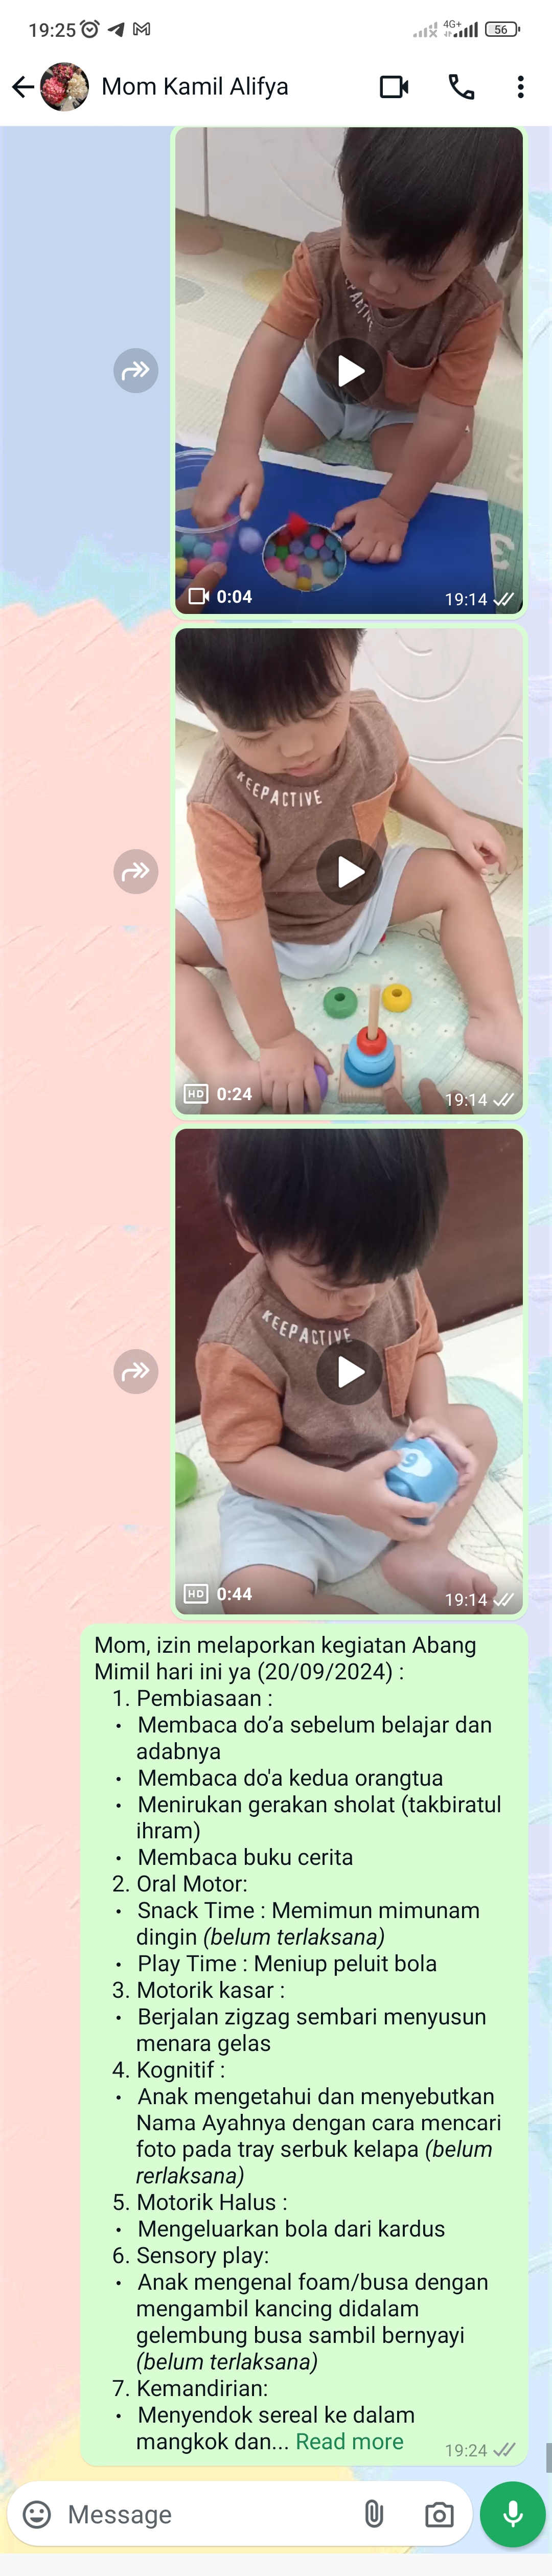 19:25
4G+
56
Mom Kamil Alifya
0:04
19:14
KEEPACTIVE
HD 0:24
19:14
KEEPACTIVE
HD 0:44
19:14
Mom, izin melaporkan kegiatan Abang
Mimil hari ini ya (20/09/2024) :
1. Pembiasaan :
• Membaca do’a sebelum belajar dan
adabnya
• Membaca do'a kedua orangtua
• Menirukan gerakan sholat (takbiratul
ihram)
• Membaca buku cerita
2. Oral Motor:
• Snack Time : Memimun mimunam
dingin (belum terlaksana)
• Play Time : Meniup peluit bola
3. Motorik kasar :
• Berjalan zigzag sembari menyusun
menara gelas
4. Kognitif :
• Anak mengetahui dan menyebutkan
Nama Ayahnya dengan cara mencari
foto pada tray serbuk kelapa (belum
rerlaksana)
5. Motorik Halus :
• Mengeluarkan bola dari kardus
6. Sensory play:
• Anak mengenal foam/busa dengan
mengambil kancing didalam
gelembung busa sambil bernyayi
(belum terlaksana)
7. Kemandirian:
• Menyendok sereal ke dalam
mangkok dan... Read more
19:24
Message